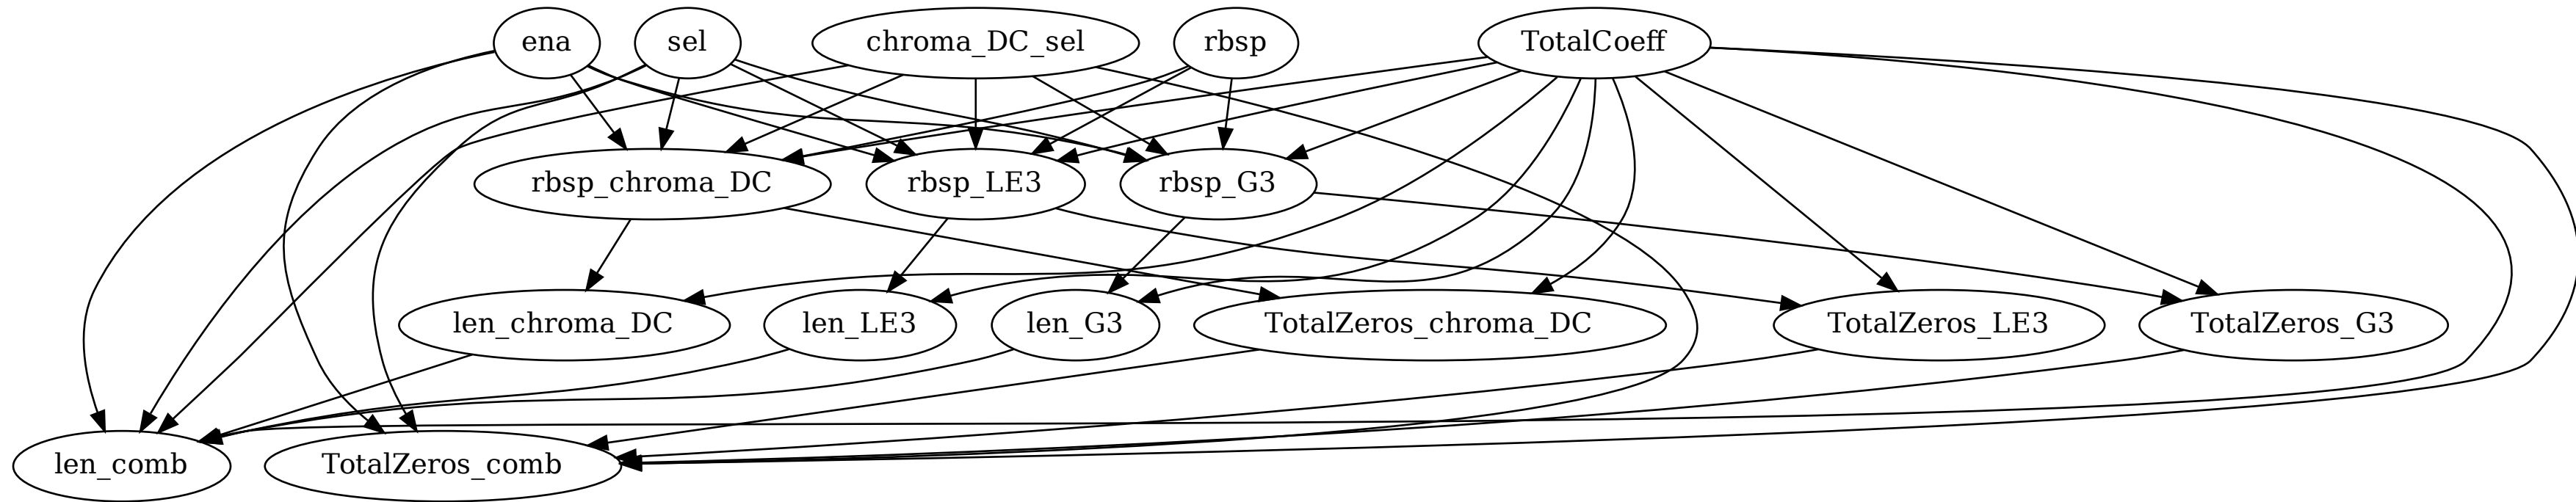 ena
sel
chroma_DC_sel
rbsp
TotalCoeff
rbsp_chroma_DC
rbsp_LE3
rbsp_G3
len_chroma_DC
len_LE3
len_G3
TotalZeros_chroma_DC
TotalZeros_LE3
TotalZeros_G3
len_comb
TotalZeros_comb